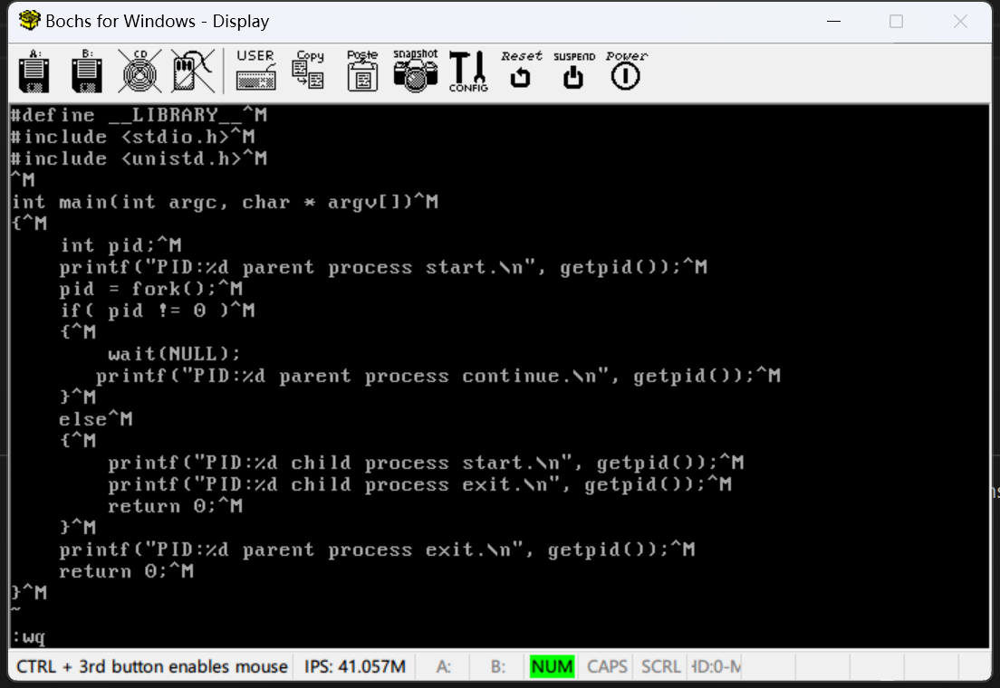 Bochs for Windows - Display
A: B: CD USER Copy Paste snapshot CONFIG Reset SUSPEND Power
#define __LIBRARY__^M
#include <stdio.h>^M
#include <unistd.h>^M
^M
int main(int argc, char * argv[])^M
{^M
    int pid;^M
    printf("PID:%d parent process start.\n", getpid());^M
    pid = fork();^M
    if( pid != 0 )^M
    {^M
        wait(NULL);
       printf("PID:%d parent process continue.\n", getpid());^M
    }^M
    else^M
    {^M
        printf("PID:%d child process start.\n", getpid());^M
        printf("PID:%d child process exit.\n", getpid());^M
        return 0;^M
    }^M
    printf("PID:%d parent process exit.\n", getpid());^M
    return 0;^M
}^M
~
:wq
CTRL + 3rd button enables mouse IPS: 41.057M A: B: NUM CAPS SCRL HD:0-M